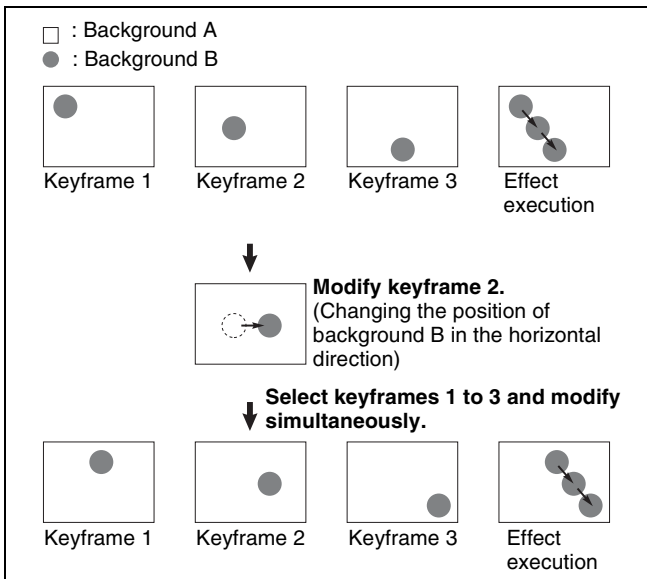 : Background A
: Background B
Keyframe 1
Keyframe 2
Keyframe 3
Effect
execution
Modify keyframe 2.
(Changing the position of
background B in the horizontal
direction)
Select keyframes 1 to 3 and modify
simultaneously.
Keyframe 1
Keyframe 2
Keyframe 3
Effect
execution